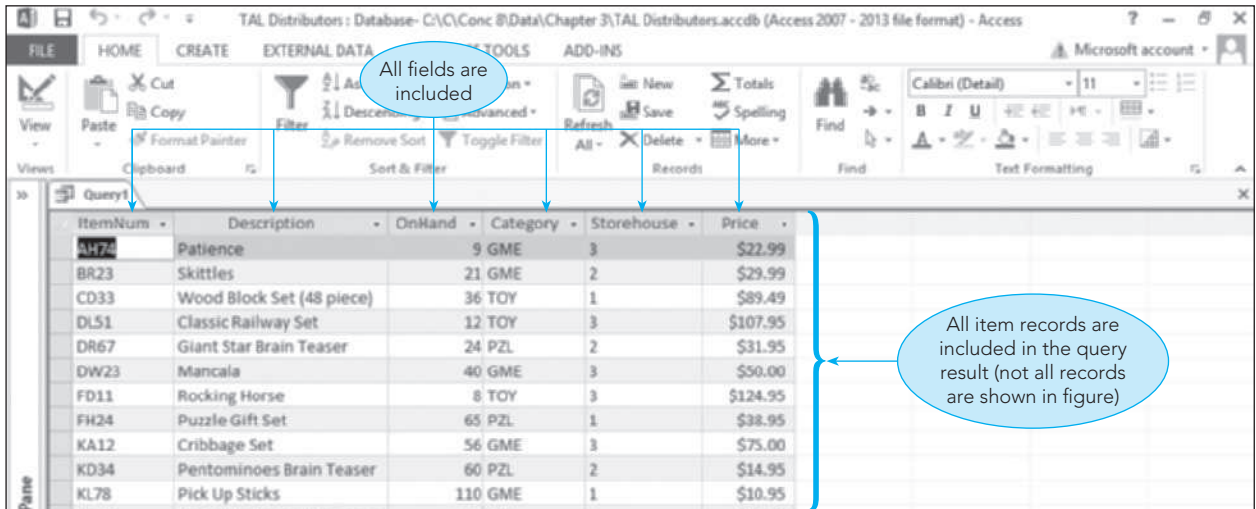 TAL Distributors : Database- C:\C\Conc 8\Data\Chapter 3\TAL Distributors.accdb (Access 2007 - 2013 file format) - Access ?
FILE HOME CREATE EXTERNAL DATA TOOLS ADD-INS Microsoft account
All fields are
included
View
Views
Paste
Cut
Copy
Format Painter
Clipboard
Filter
Remove Sort
Toggle Filter
Sort & Filter
Refresh
All
New
Save
Delete
Totals
Spelling
More
Records
Find
Find
Calibri (Detail) 11
B I U
A
Text Formatting
Query1
ItemNum Description OnHand Category Storehouse Price
AH74 Patience 9 GME 3 $22.99
BR23 Skittles 21 GME 2 $29.99
CD33 Wood Block Set (48 piece) 36 TOY 1 $89.49
DL51 Classic Railway Set 12 TOY 3 $107.95
DR67 Giant Star Brain Teaser 24 PZL 2 $31.95
DW23 Mancala 40 GME 3 $50.00
FD11 Rocking Horse 8 TOY 3 $124.95
FH24 Puzzle Gift Set 65 PZL 1 $38.95
KA12 Cribbage Set 56 GME 3 $75.00
KD34 Pentominoes Brain Teaser 60 PZL 2 $14.95
KL78 Pick Up Sticks 110 GME 1 $10.95
All item records are
included in the query
result (not all records
are shown in figure)
Pane